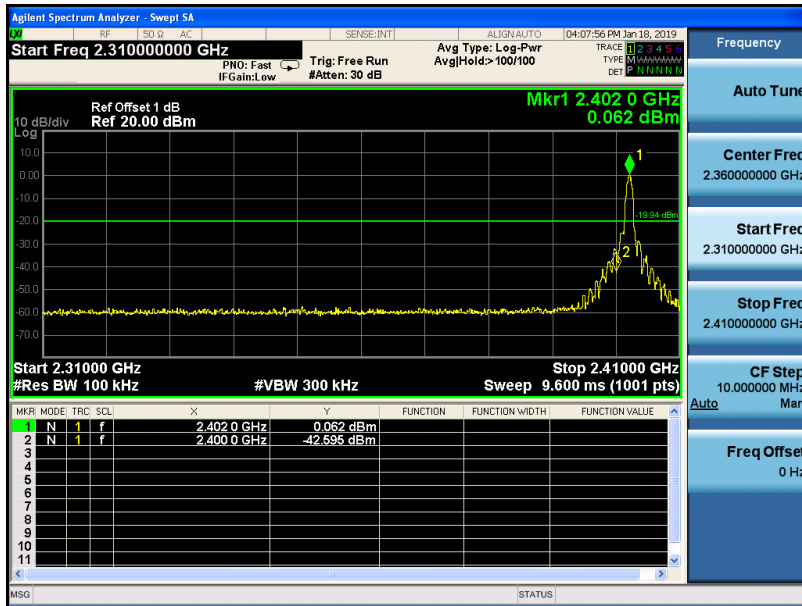 Agilent Spectrum Analyzer - Swept SA
LXI RF 50 Ω AC SENSE:INT ALIGN AUTO 04:07:56 PM Jan 18, 2019
Start Freq 2.310000000 GHz
PNO: Fast
IFGain:Low
Trig: Free Run
#Atten: 30 dB
Avg Type: Log-Pwr
Avg|Hold:>100/100
TRACE 1 2 3 4 5 6
TYPE M W W W W W
DET P N N N N N
Ref Offset 1 dB
Ref 20.00 dBm
10 dB/div
Log
Mkr1 2.402 0 GHz
0.062 dBm
10.0
0.00
-10.0
-20.0
-30.0
-40.0
-50.0
-60.0
-70.0
1
-19.94 dBm
2
Start 2.31000 GHz Stop 2.41000 GHz
#Res BW 100 kHz #VBW 300 kHz Sweep 9.600 ms (1001 pts)
MKR MODE TRC SCL X Y FUNCTION FUNCTION WIDTH FUNCTION VALUE
1 N 1 f 2.402 0 GHz 0.062 dBm
2 N 1 f 2.400 0 GHz -42.595 dBm
3
4
5
6
7
8
9
10
11
MSG STATUS
Frequency
Auto Tune
Center Freq
2.360000000 GHz
Start Freq
2.310000000 GHz
Stop Freq
2.410000000 GHz
CF Step
10.000000 MHz
Auto Man
Freq Offset
0 Hz